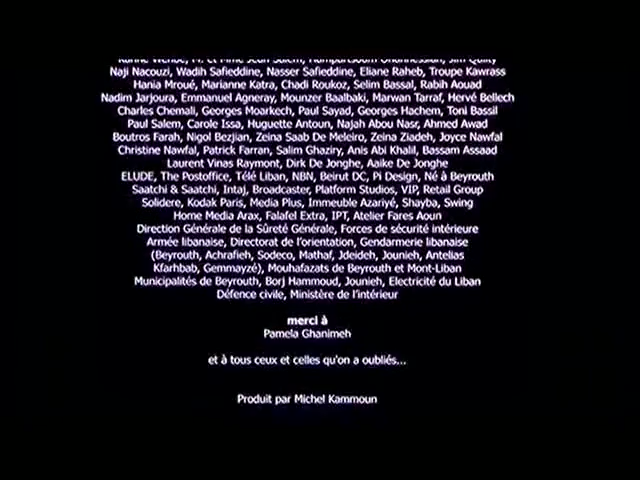 Naji Nacouzi, Wadih Safieddine, Nasser Safieddine, Eliane Raheb, Troupe Kawrass
Hania Mroué, Marianne Katra, Chadi Roukoz, Selim Bassal, Rabih Aouad
Nadim Jarjoura, Emmanuel Agneray, Mounzer Baalbaki, Marwan Tarraf, Hervé Bellech
Charles Chemali, Georges Moarkech, Paul Sayad, Georges Hachem, Toni Bassil
Paul Salem, Carole Issa, Huguette Antoun, Najah Abou Nasr, Ahmed Awad
Boutros Farah, Nigol Bezjian, Zeina Saab De Meleiro, Zeina Ziadeh, Joyce Nawfal
Christine Nawfal, Patrick Farran, Salim Ghaziry, Anis Abi Khalil, Bassam Assaad
Laurent Vinas Raymont, Dirk De Jonghe, Aaike De Jonghe
ELUDE, The Postoffice, Télé Liban, NBN, Beirut DC, Pi Design, Né à Beyrouth
Saatchi & Saatchi, Intaj, Broadcaster, Platform Studios, VIP, Retail Group
Solidere, Kodak Paris, Media Plus, Immeuble Azariyé, Shayba, Swing
Home Media Arax, Falafel Extra, IPT, Atelier Fares Aoun
Direction Générale de la Sûreté Générale, Forces de sécurité intérieure
Armée libanaise, Directorat de l'orientation, Gendarmerie libanaise
(Beyrouth, Achrafieh, Sodeco, Mathaf, Jdeideh, Jounieh, Antelias
Kfarhbab, Gemmayzé), Mouhafazats de Beyrouth et Mont-Liban
Municipalités de Beyrouth, Borj Hammoud, Jounieh, Electricité du Liban
Défence civile, Ministère de l'intérieur
merci à
Pamela Ghanimeh
et à tous ceux et celles qu'on a oubliés...
Produit par Michel Kammoun